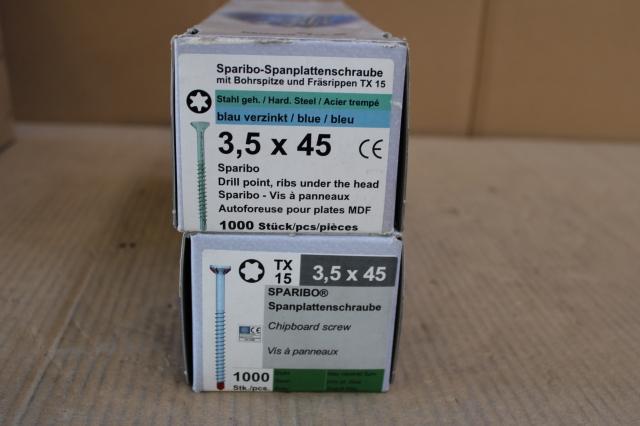 Sparibo-Spanplattenschraube
mit Bohrspitze und Fräsrippen TX 15
Stahl geh. / Hard. Steel / Acier trempé
blau verzinkt / blue / bleu
3,5 x 45 CE
Sparibo
Drill point, ribs under the head
Sparibo - Vis à panneaux
Autoforeuse pour plates MDF
1000 Stück/pcs/pièces
TX
15
3,5 x 45
SPARIBO®
Spanplattenschraube
CE
Chipboard screw
Vis à panneaux
1000
Stk./pcs.